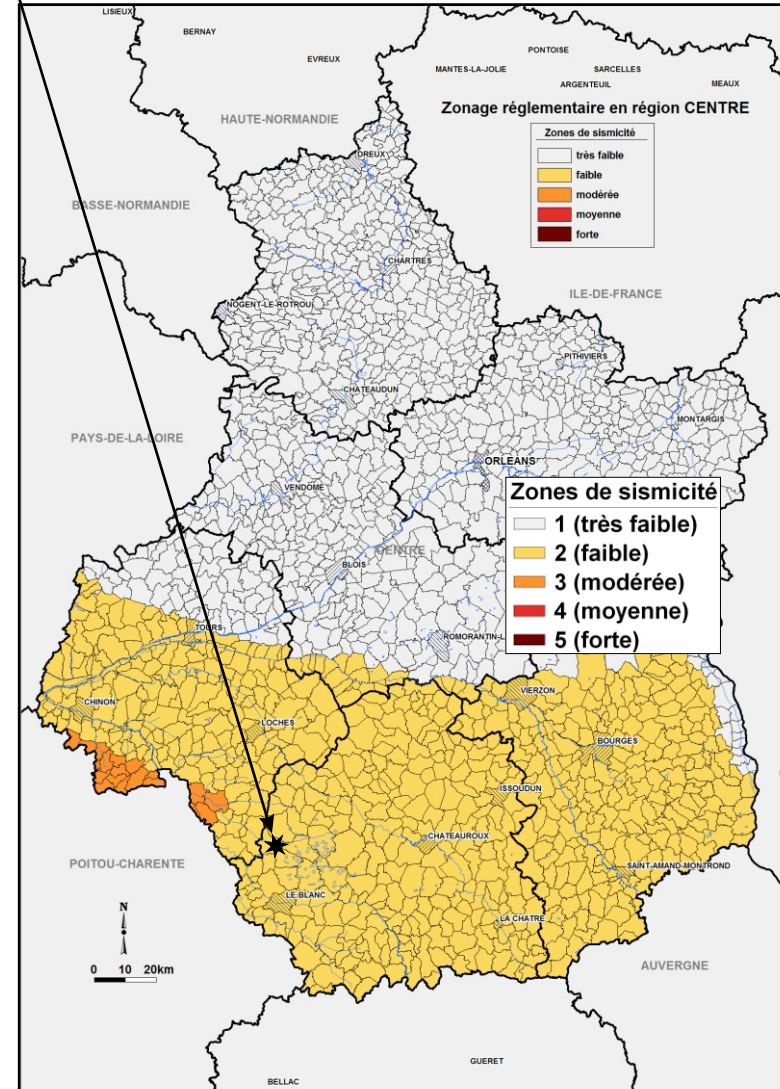 LISIEUX
BERNAY
EVREUX
PONTOISE
MANTES-LA-JOLIE
SARCELLES
ARGENTEUIL
MEAUX
HAUTE-NORMANDIE
Zonage réglementaire en région CENTRE
Zones de sismicité
très faible
faible
modérée
moyenne
forte
DREUX
BASSE-NORMANDIE
CHARTRES
ILE-DE-FRANCE
NOGENT-LE-ROTROU
PITHIVIERS
CHATEAUDUN
MONTARGIS
PAYS-DE-LA-LOIRE
ORLEANS
VENDOME
Zones de sismicité
1 (très faible)
2 (faible)
3 (modérée)
4 (moyenne)
5 (forte)
CENTRE
BLOIS
TOURS
ROMORANTIN-L
VIERZON
CHINON
LOCHES
BOURGES
ISSOUDUN
CHATEAUROUX
POITOU-CHARENTE
SAINT-AMAND-MONTROND
LE BLANC
LA CHATRE
N
0 10 20km
AUVERGNE
GUERET
BELLAC